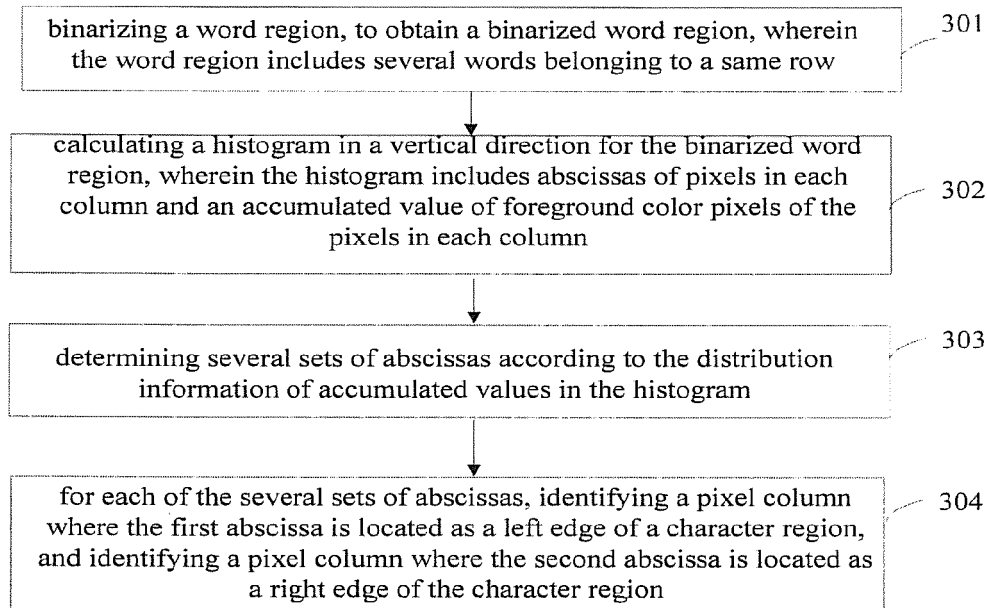 binarizing a word region, to obtain a binarized word region, wherein
the word region includes several words belonging to a same row
301
calculating a histogram in a vertical direction for the binarized word
region, wherein the histogram includes abscissas of pixels in each
column and an accumulated value of foreground color pixels of the
pixels in each column
302
determining several sets of abscissas according to the distribution
information of accumulated values in the histogram
303
for each of the several sets of abscissas, identifying a pixel column
where the first abscissa is located as a left edge of a character region,
and identifying a pixel column where the second abscissa is located as
a right edge of the character region
304